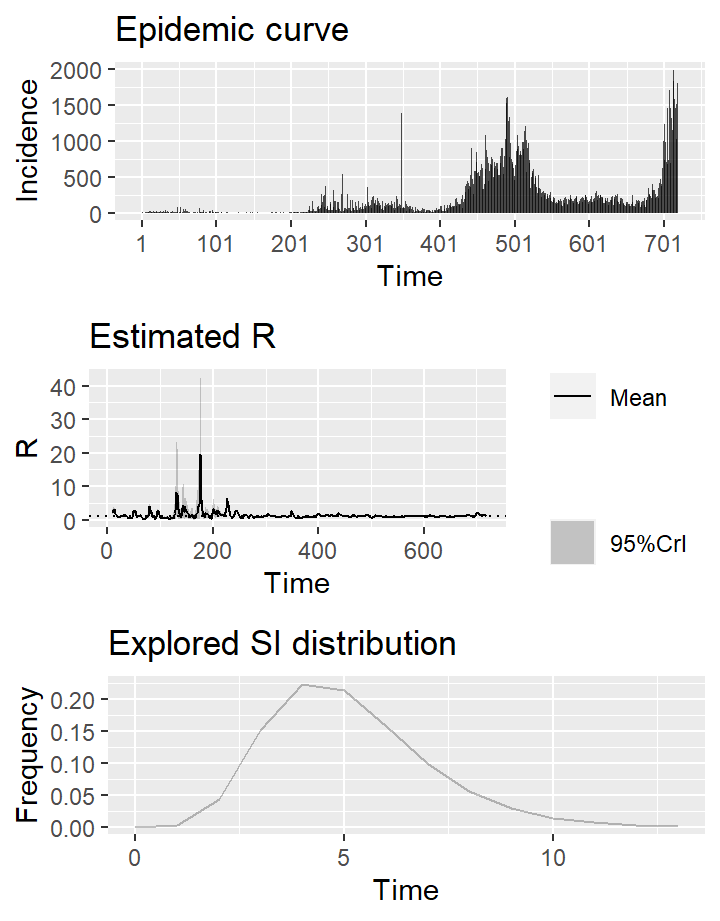 Epidemic curve
2000
1500
1000
500
0
Incidence
1 101 201 301 401 501 601 701
Time
Estimated R
40
30
20
10
0
R
0 200 400 600
Time
Mean
95%CrI
Explored SI distribution
0.20
0.15
0.10
0.05
0.00
Frequency
0 5 10
Time